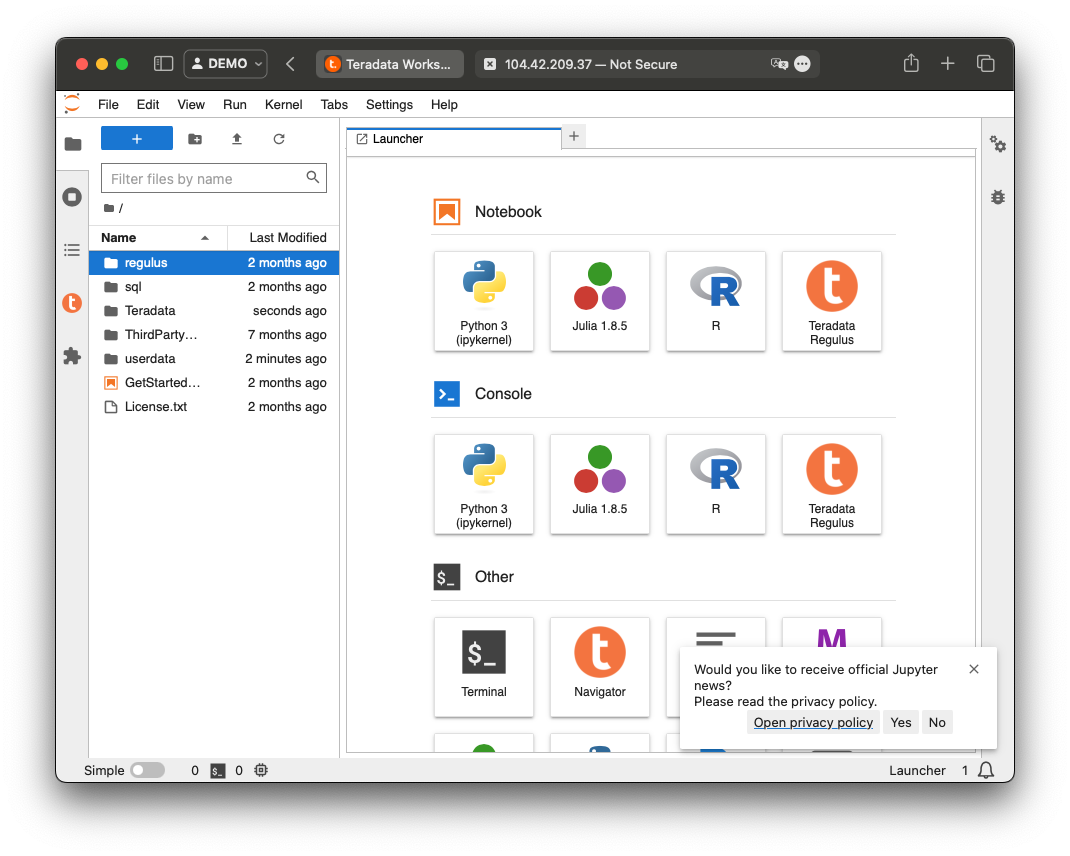 DEMO
Teradata Works...
104.42.209.37 — Not Secure
File Edit View Run Kernel Tabs Settings Help
Launcher
Filter files by name
/
Name Last Modified
regulus 2 months ago
sql 2 months ago
Teradata seconds ago
ThirdParty... 7 months ago
userdata 2 minutes ago
GetStarted... 2 months ago
License.txt 2 months ago
Notebook
Python 3
(ipykernel)
Julia 1.8.5
R
Teradata
Regulus
Console
Python 3
(ipykernel)
Julia 1.8.5
R
Teradata
Regulus
Other
$_
Terminal
Navigator
Would you like to receive official Jupyter
news?
Please read the privacy policy.
Open privacy policy Yes No
Simple 0 $_ 0 Launcher 1